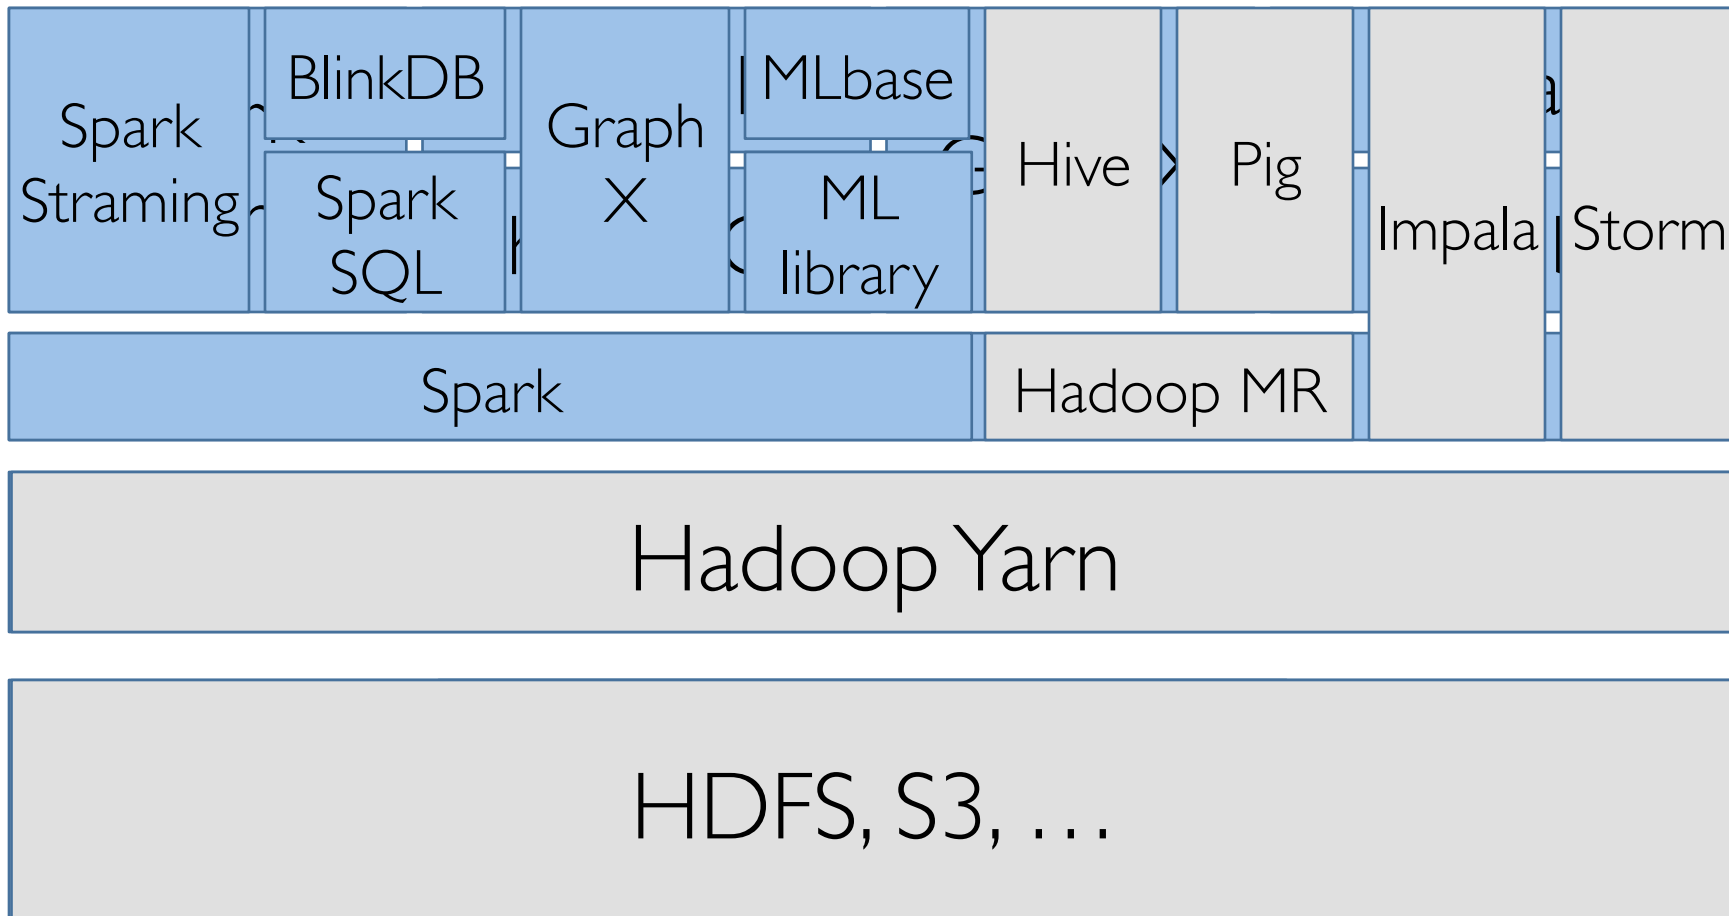 Spark
Straming
BlinkDB
Spark
SQL
Graph
X
MLbase
ML
library
Hive
Pig
Impala
Storm
Spark
Hadoop MR
Hadoop Yarn
HDFS, S3, …